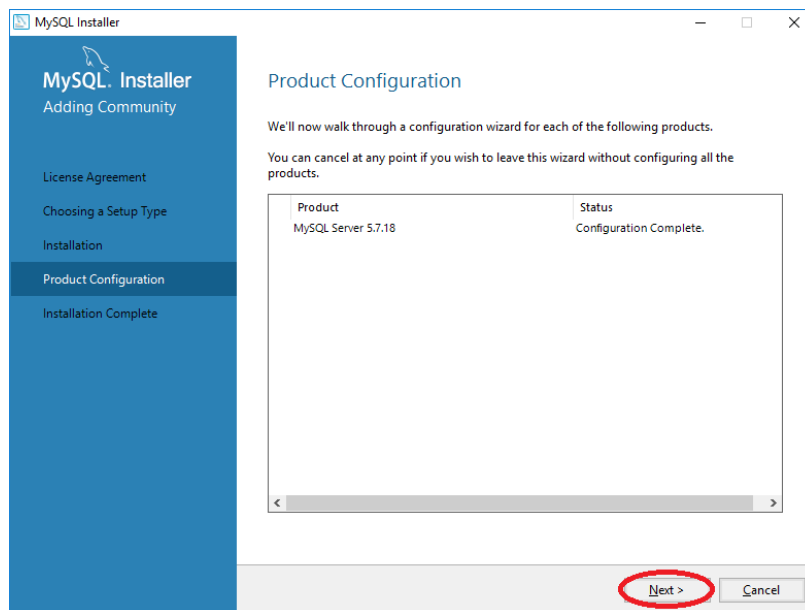 MySQL Installer
MySQL. Installer
Adding Community
License Agreement
Choosing a Setup Type
Installation
Product Configuration
Installation Complete
Product Configuration
We'll now walk through a configuration wizard for each of the following products.
You can cancel at any point if you wish to leave this wizard without configuring all the
products.
Product Status
MySQL Server 5.7.18 Configuration Complete.
Next > Cancel